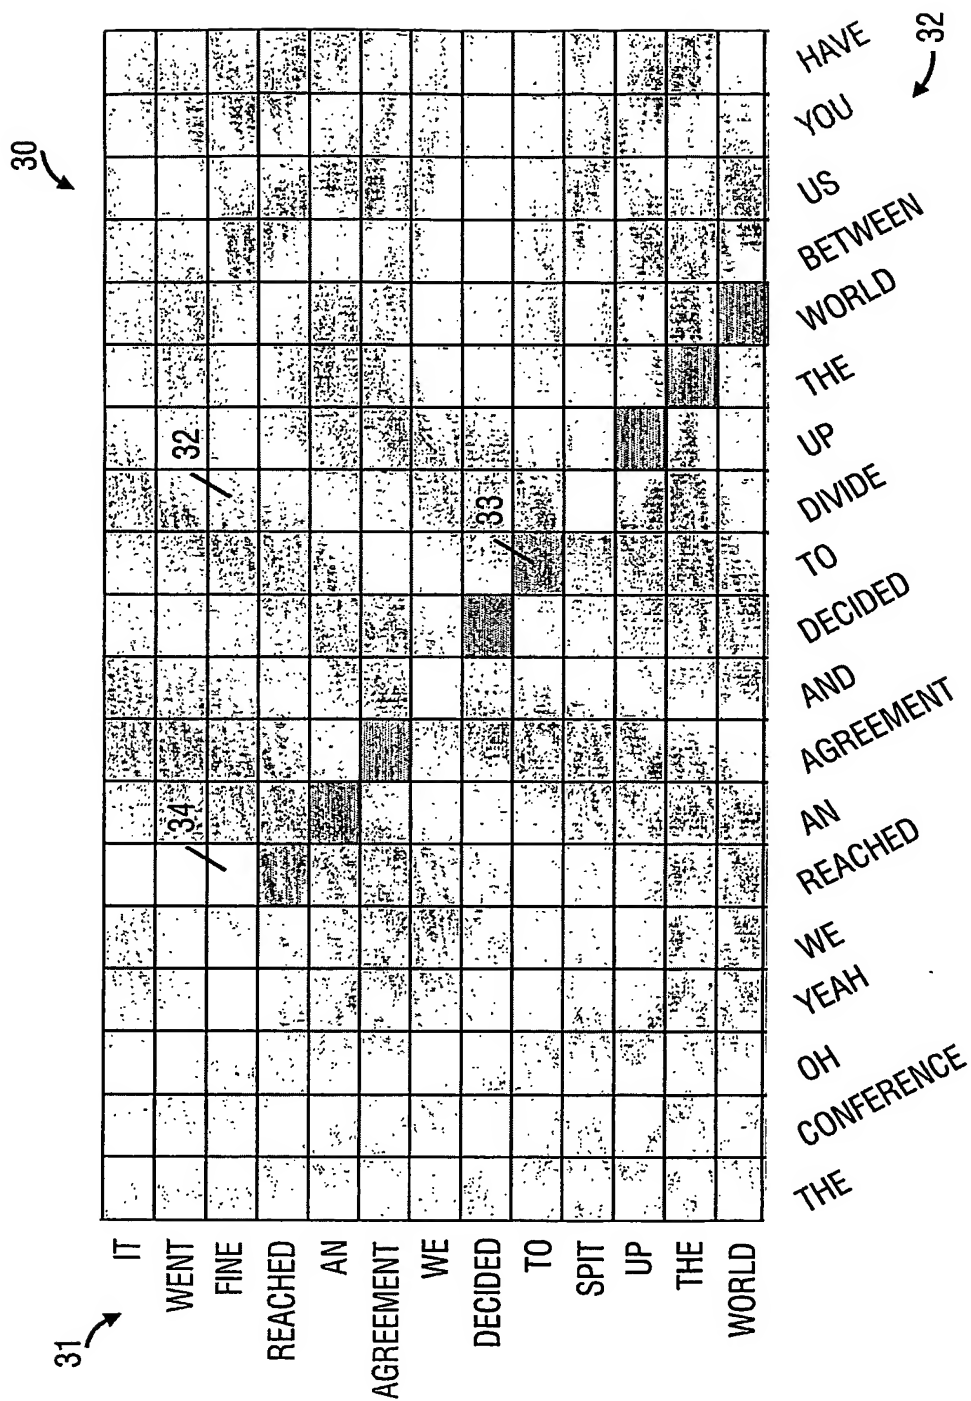 30
31
IT
WENT
FINE
REACHED
AN
AGREEMENT
WE
DECIDED
TO
SPIT
UP
THE
WORLD
34
32
33
THE
CONFERENCE
OH
YEAH
WE
REACHED
AN
AGREEMENT
AND
DECIDED
TO
DIVIDE
UP
THE
WORLD
BETWEEN
US
YOU
HAVE
32